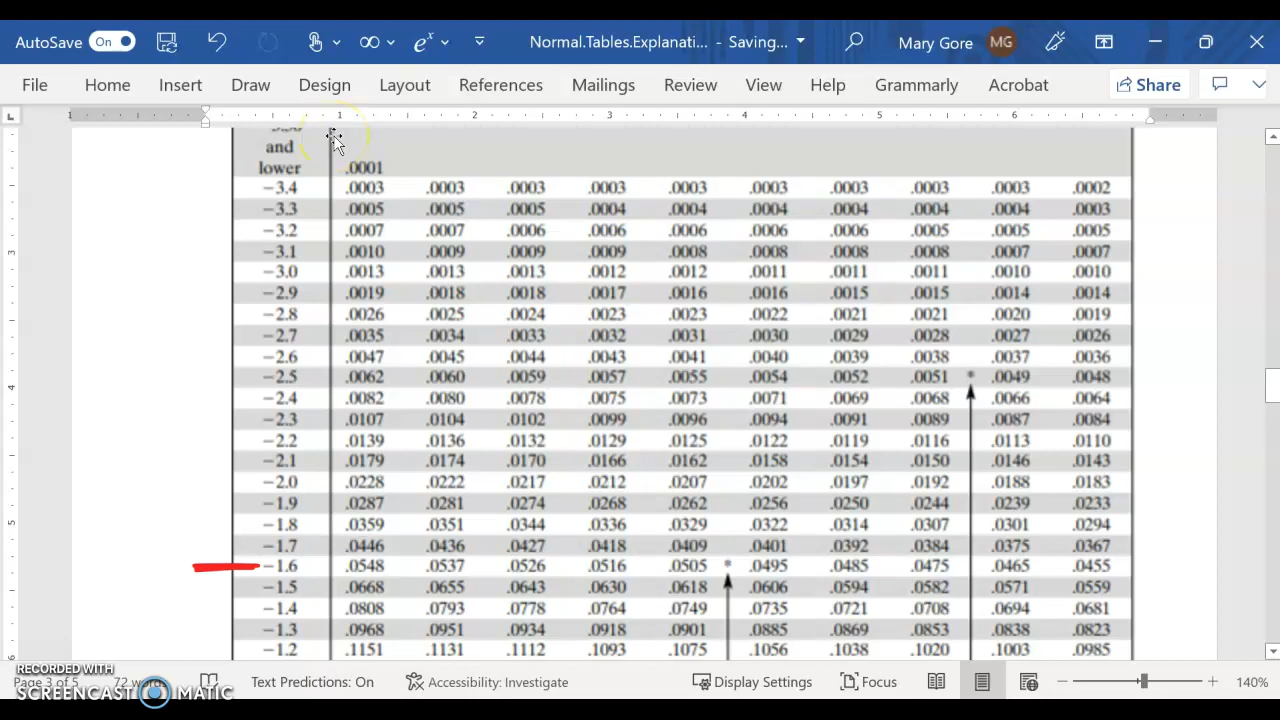 AutoSave On Normal.Tables.Explanati... - Saving... Mary Gore MG
File Home Insert Draw Design Layout References Mailings Review View Help Grammarly Acrobat Share
1 1 2 3 4 5 6
and
lower .0001
−3.4 .0003 .0003 .0003 .0003 .0003 .0003 .0003 .0003 .0003 .0002
−3.3 .0005 .0005 .0005 .0004 .0004 .0004 .0004 .0004 .0004 .0003
−3.2 .0007 .0007 .0006 .0006 .0006 .0006 .0006 .0005 .0005 .0005
−3.1 .0010 .0009 .0009 .0009 .0008 .0008 .0008 .0008 .0007 .0007
−3.0 .0013 .0013 .0013 .0012 .0012 .0011 .0011 .0011 .0010 .0010
−2.9 .0019 .0018 .0018 .0017 .0016 .0016 .0015 .0015 .0014 .0014
−2.8 .0026 .0025 .0024 .0023 .0023 .0022 .0021 .0021 .0020 .0019
−2.7 .0035 .0034 .0033 .0032 .0031 .0030 .0029 .0028 .0027 .0026
−2.6 .0047 .0045 .0044 .0043 .0041 .0040 .0039 .0038 .0037 .0036
−2.5 .0062 .0060 .0059 .0057 .0055 .0054 .0052 .0051 * .0049 .0048
−2.4 .0082 .0080 .0078 .0075 .0073 .0071 .0069 .0068 .0066 .0064
−2.3 .0107 .0104 .0102 .0099 .0096 .0094 .0091 .0089 .0087 .0084
−2.2 .0139 .0136 .0132 .0129 .0125 .0122 .0119 .0116 .0113 .0110
−2.1 .0179 .0174 .0170 .0166 .0162 .0158 .0154 .0150 .0146 .0143
−2.0 .0228 .0222 .0217 .0212 .0207 .0202 .0197 .0192 .0188 .0183
−1.9 .0287 .0281 .0274 .0268 .0262 .0256 .0250 .0244 .0239 .0233
−1.8 .0359 .0351 .0344 .0336 .0329 .0322 .0314 .0307 .0301 .0294
−1.7 .0446 .0436 .0427 .0418 .0409 .0401 .0392 .0384 .0375 .0367
−1.6 .0548 .0537 .0526 .0516 .0505 * .0495 .0485 .0475 .0465 .0455
−1.5 .0668 .0655 .0643 .0630 .0618 .0606 .0594 .0582 .0571 .0559
−1.4 .0808 .0793 .0778 .0764 .0749 .0735 .0721 .0708 .0694 .0681
−1.3 .0968 .0951 .0934 .0918 .0901 .0885 .0869 .0853 .0838 .0823
−1.2 .1151 .1131 .1112 .1093 .1075 .1056 .1038 .1020 .1003 .0985
RECORDED WITH
Page 3 of 5 72 words Text Predictions: On Accessibility: Investigate Display Settings Focus 140%
SCREENCAST MATIC